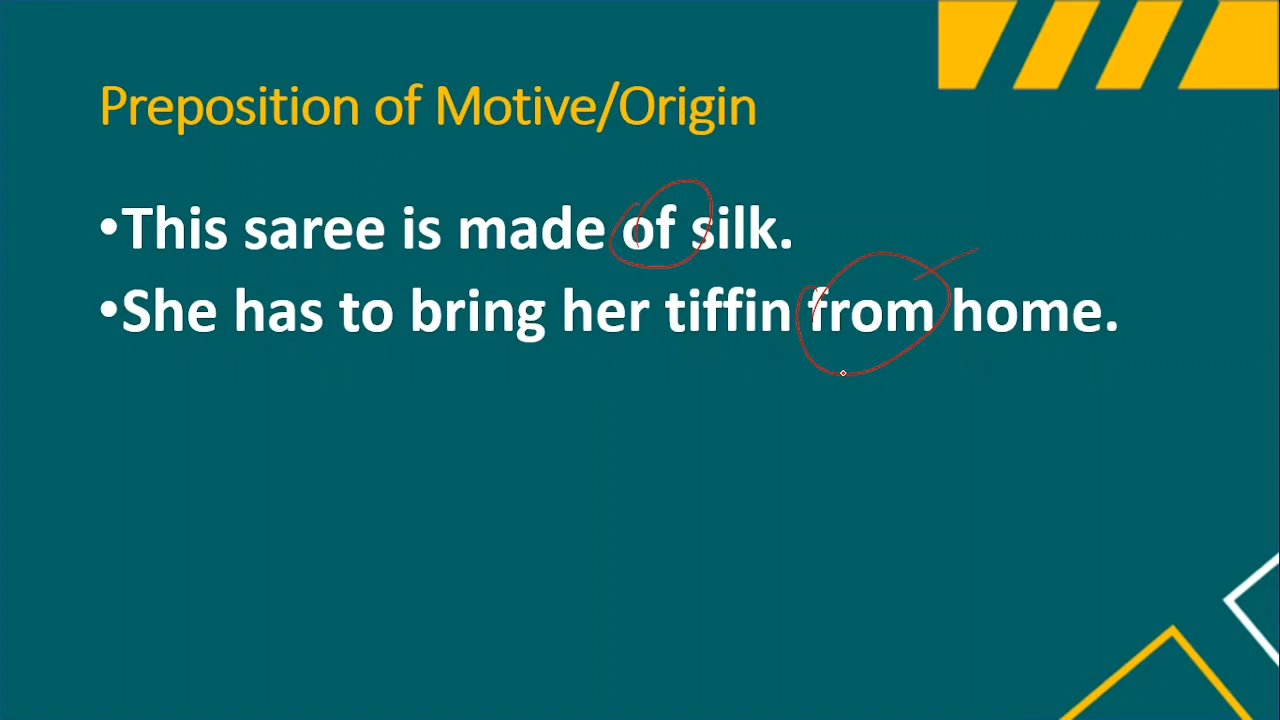 Preposition of Motive/Origin
•This saree is made of silk.
•She has to bring her tiffin from home.